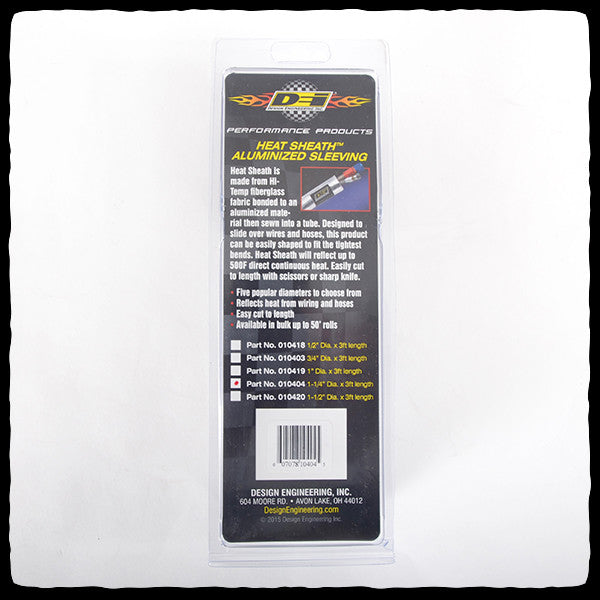 DEi
DESIGN ENGINEERING, INC.
PERFORMANCE PRODUCTS
HEAT SHEATH™
ALUMINIZED SLEEVING
Heat Sheath is
made from Hi-
Temp fiberglass
fabric bonded to an
aluminized mate-
rial then sewn into a tube. Designed to
slide over wires and hoses, this product
can be easily shaped to fit the tightest
bends. Heat Sheath will reflect up to
500F direct continuous heat. Easily cut
to length with scissors or sharp knife.
• Five popular diameters to choose from
• Reflects heat from wiring and hoses
• Easy cut to length
• Available in bulk up to 50' rolls
Part No. 010418 1/2" Dia. x 3ft length
Part No. 010403 3/4" Dia. x 3ft length
Part No. 010419 1" Dia. x 3ft length
Part No. 010404 1-1/4" Dia. x 3ft length
Part No. 010420 1-1/2" Dia. x 3ft length
DESIGN ENGINEERING, INC.
604 MOORE RD. • AVON LAKE, OH 44012
DesignEngineering.com
© 2015 Design Engineering Inc.